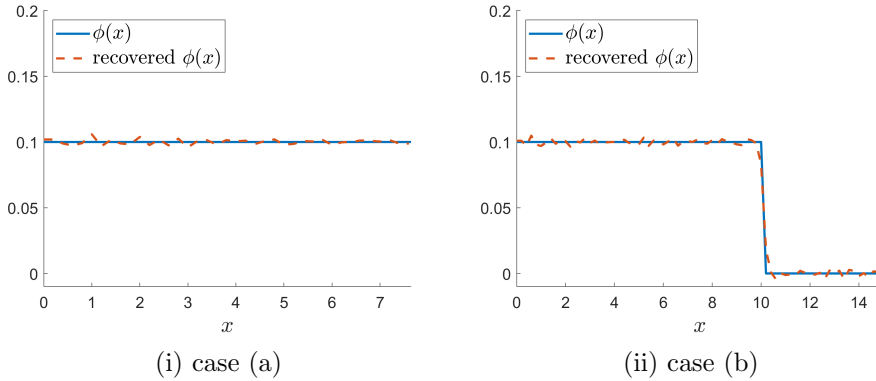 0.2
0.15
0.1
0.05
0
0 1 2 3 4 5 6 7
x
ϕ(x)
recovered ϕ(x)
(i) case (a)
0.2
0.15
0.1
0.05
0
0 2 4 6 8 10 12 14
x
ϕ(x)
recovered ϕ(x)
(ii) case (b)